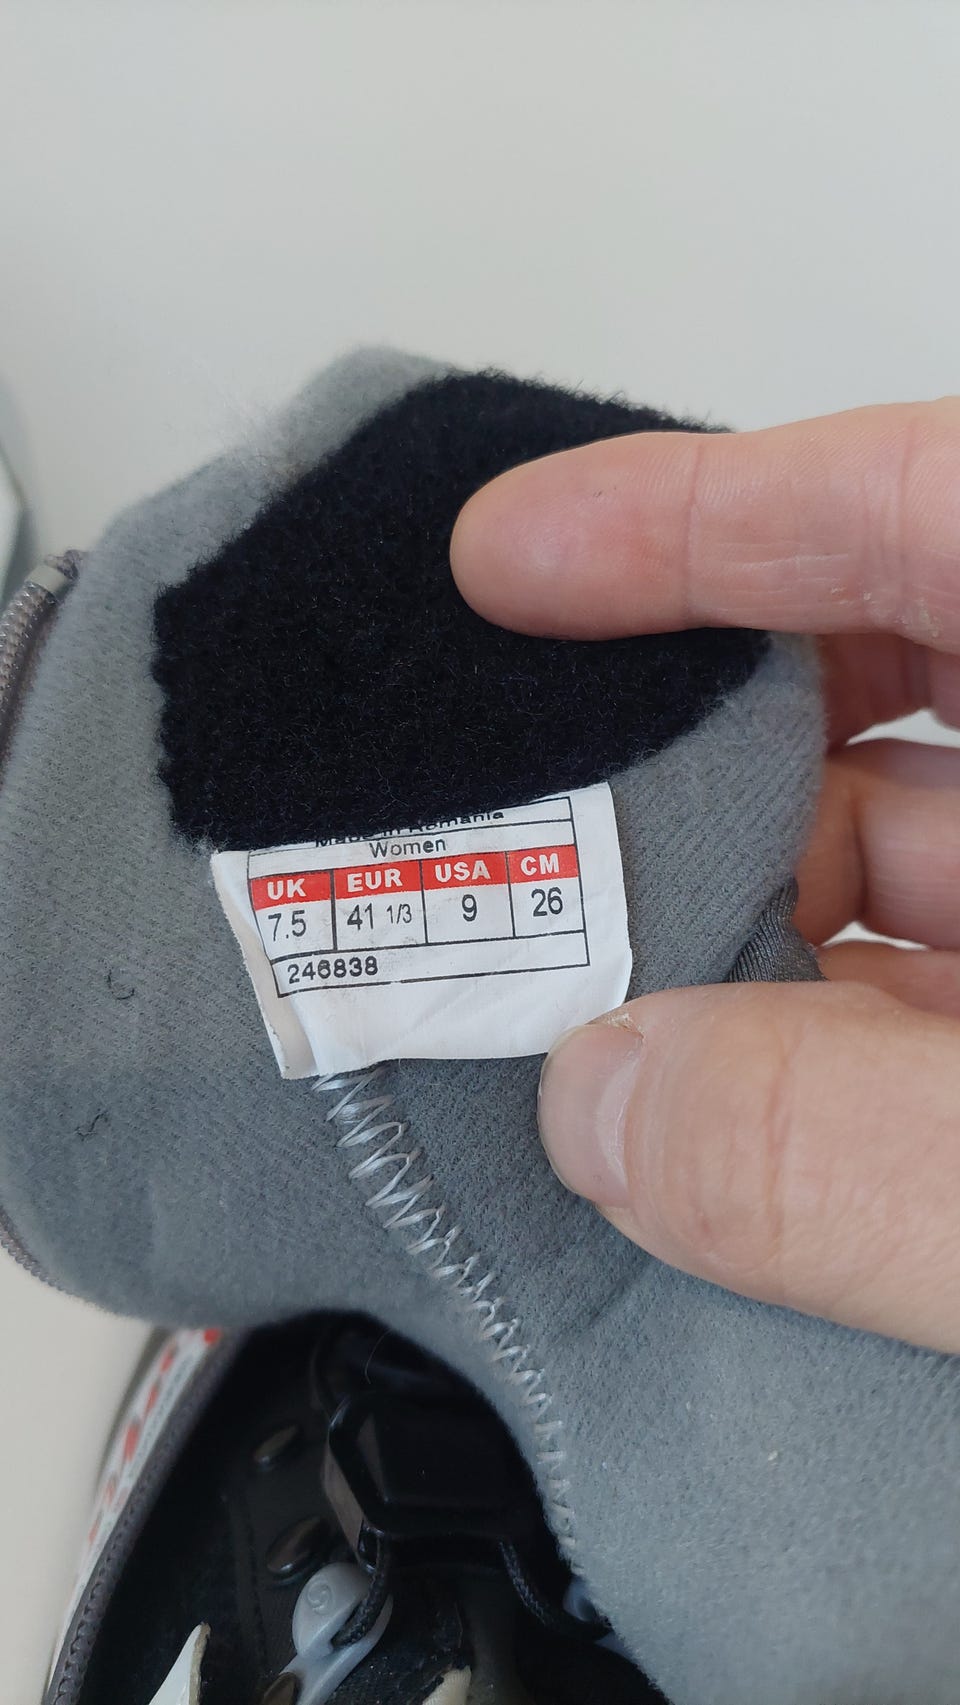 Made in Romania
Women
UK EUR USA CM
7.5 41 1/3 9 26
246838